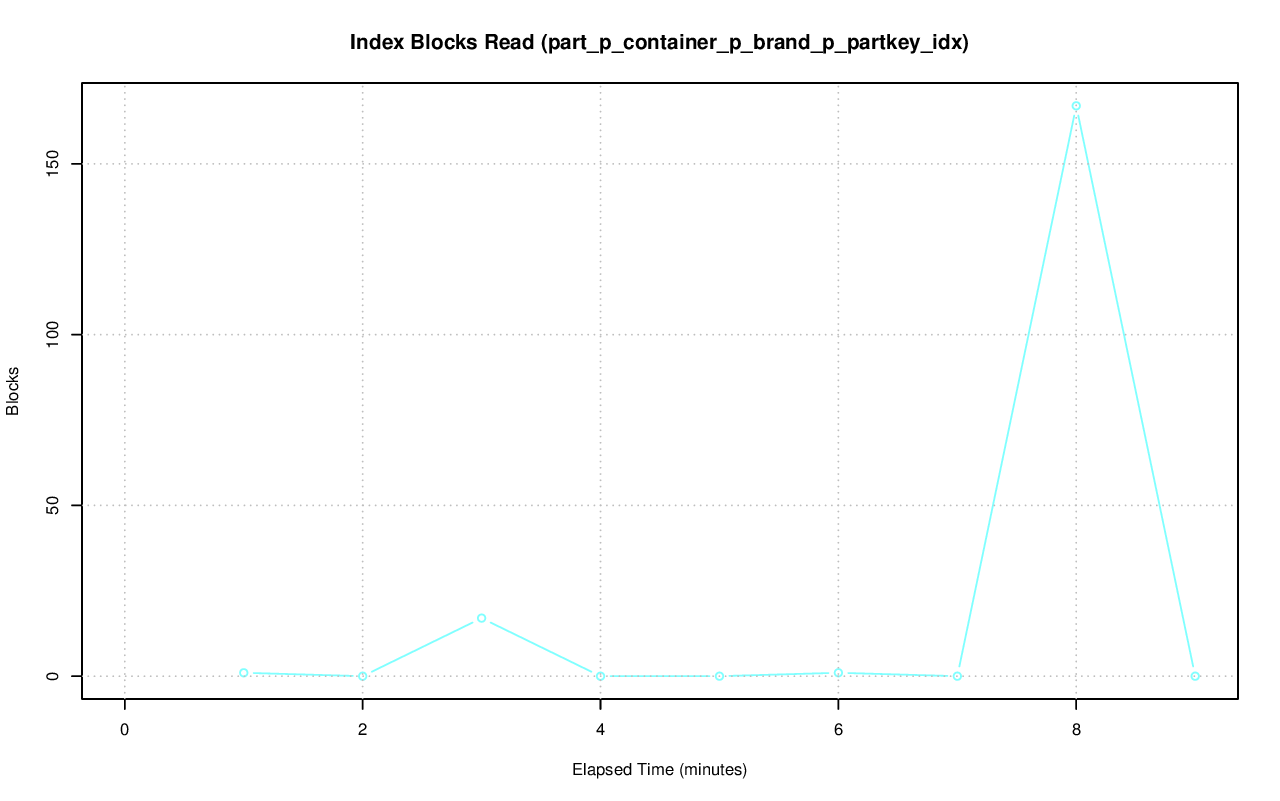 Index Blocks Read (part_p_container_p_brand_p_partkey_idx)
150
100
50
0
Blocks
0 2 4 6 8
Elapsed Time (minutes)